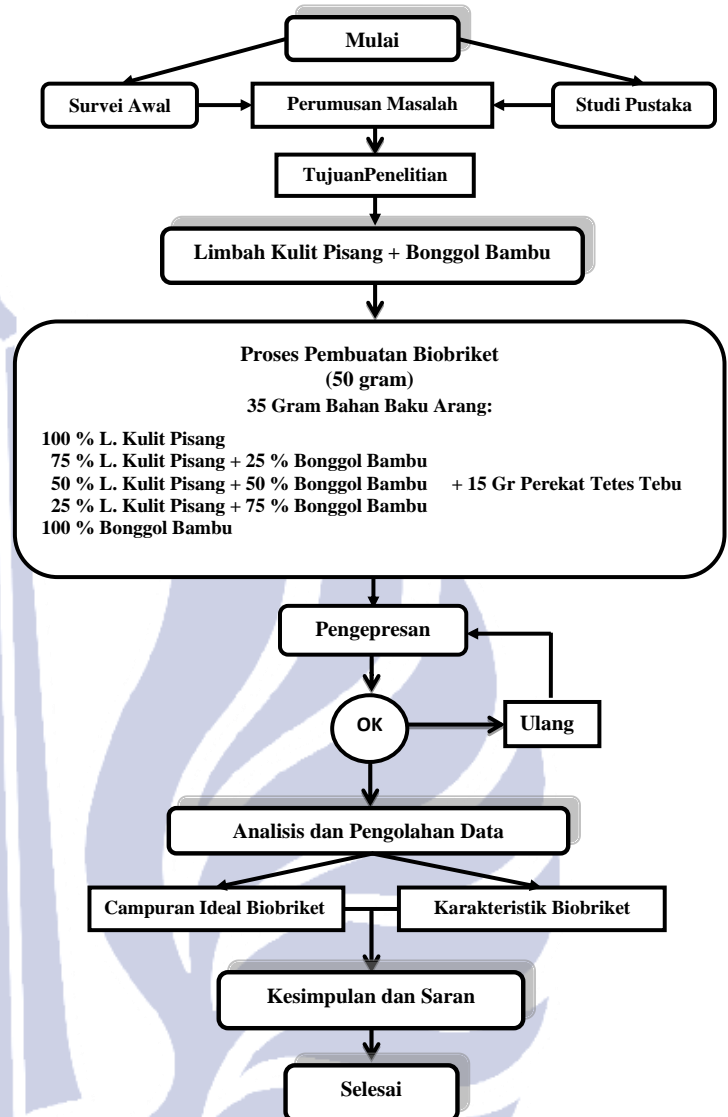 Mulai
Survei Awal
Perumusan Masalah
Studi Pustaka
TujuanPenelitian
Limbah Kulit Pisang + Bonggol Bambu
Proses Pembuatan Biobriket
(50 gram)
35 Gram Bahan Baku Arang:
100 % L. Kulit Pisang
75 % L. Kulit Pisang + 25 % Bonggol Bambu
50 % L. Kulit Pisang + 50 % Bonggol Bambu + 15 Gr Perekat Tetes Tebu
25 % L. Kulit Pisang + 75 % Bonggol Bambu
100 % Bonggol Bambu
Pengepresan
OK
Ulang
Analisis dan Pengolahan Data
Campuran Ideal Biobriket
Karakteristik Biobriket
Kesimpulan dan Saran
Selesai